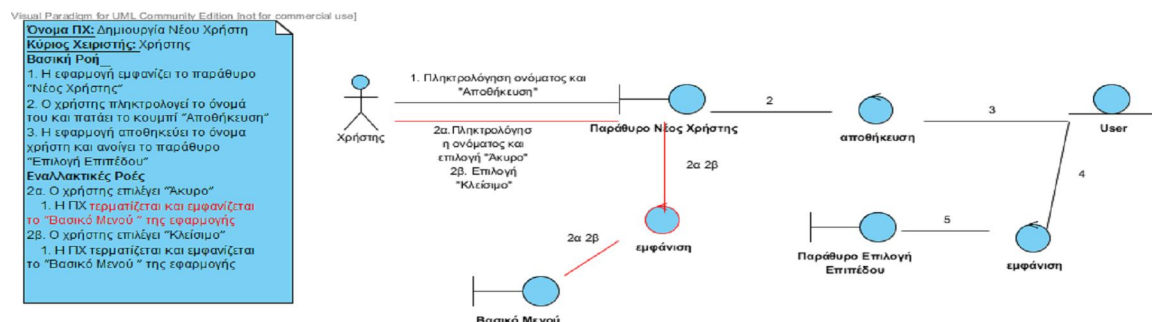 Visual Paradigm for UML Community Edition [not for commercial use]
Όνομα ΠΧ: Δημιουργία Νέου Χρήστη
Κύριος Χειριστής: Χρήστης
Βασική Ροή
1. Η εφαρμογή εμφανίζει το παράθυρο
"Νέος Χρήστης"
2. Ο χρήστης πληκτρολογεί το όνομά
του και πατάει το κουμπί "Αποθήκευση"
3. Η εφαρμογή αποθηκεύει το όνομα
χρήστη και ανοίγει το παράθυρο
"Επιλογή Επιπέδου"
Εναλλακτικές Ροές
2α. Ο χρήστης επιλέγει "Άκυρο"
1. Η ΠΧ τερματίζεται και εμφανίζεται
το "Βασικό Μενού " της εφαρμογής
2β. Ο χρήστης επιλέγει "Κλείσιμο"
1. Η ΠΧ τερματίζεται και εμφανίζεται
το "Βασικό Μενού " της εφαρμογής
Χρήστης
1. Πληκτρολόγηση ονόματος και
"Αποθήκευση"
2α. Πληκτρολόγησ
η ονόματος και
επιλογή "Άκυρο"
2β. Επιλογή
"Κλείσιμο"
Παράθυρο Νέος Χρήστης
2
αποθήκευση
3
User
2α 2β
4
εμφάνιση
2α 2β
Βασικό Μενού
Παράθυρο Επιλογή
Επιπέδου
5
εμφάνιση